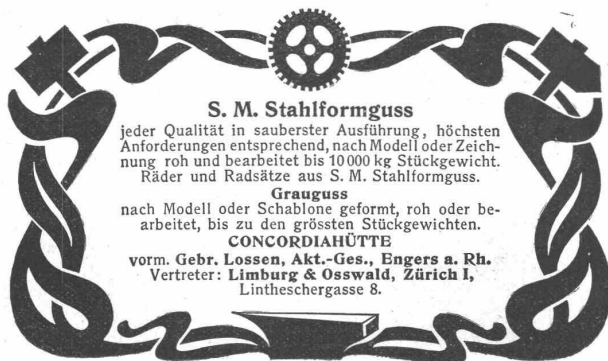 S. M. Stahlformguss
jeder Qualität in sauberster Ausführung, höchsten
Anforderungen entsprechend, nach Modell oder Zeich-
nung roh und bearbeitet bis 10000 kg Stückgewicht.
Räder und Radsätze aus S. M. Stahlformguss.
Grauguss
nach Modell oder Schablone geformt, roh oder be-
arbeitet, bis zu den grössten Stückgewichten.
CONCORDIAHÜTTE
vorm. Gebr. Lossen, Akt.-Ges., Engers a. Rh.
Vertreter: Limburg & Osswald, Zürich I,
Lintheschergasse 8.